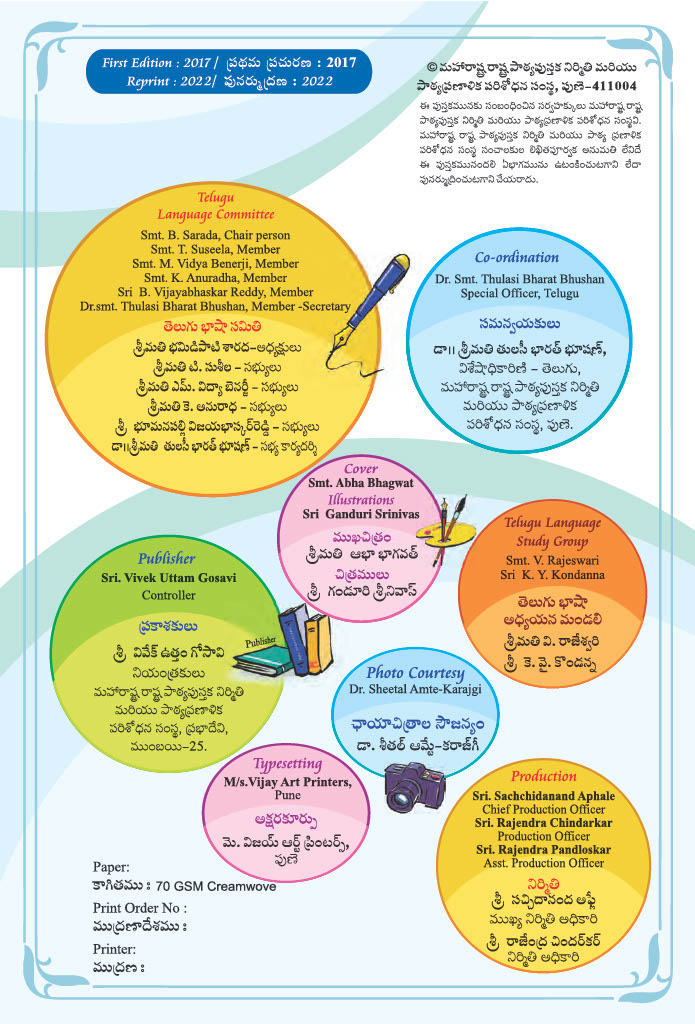 First Edition : 2017/ ప్రథమ ప్రచురణ : 2017
Reprint : 2022/ పునర్ముద్రణ : 2022
© మహారాష్ట్ర రాష్ట్ర పాఠ్యపుస్తక నిర్మితి మరియు
పాఠ్యప్రణాళిక పరిశోధన సంస్థ, పుణె-411004
ఈ పుస్తకమునకు సంబంధించిన సర్వహక్కులు మహారాష్ట్ర రాష్ట్ర
పాఠ్యపుస్తక నిర్మితి మరియు పాఠ్యప్రణాళిక పరిశోధన సంస్థవి.
మహారాష్ట్ర రాష్ట్ర పాఠ్యపుస్తక నిర్మితి మరియు పాఠ్య ప్రణాళిక
పరిశోధన సంస్థ సంచాలకుల లిఖితపూర్వక అనుమతి లేనిదే
ఈ పుస్తకమునందలి ఏభాగమును ఉటంకించుటగాని లేదా
పునర్ముద్రించుటగాని చేయరాదు.
Telugu
Language Committee
Smt. B. Sarada, Chair person
Smt. T. Suseela, Member
Smt. M. Vidya Benerji, Member
Smt. K. Anuradha, Member
Sri B. Vijayabhaskar Reddy, Member
Dr.smt. Thulasi Bharat Bhushan, Member -Secretary
తెలుగు భాషా సమితి
శ్రీమతి భమిడిపాటి శారద-అధ్యక్షులు
శ్రీమతి టి. సుశీల - సభ్యులు
శ్రీమతి ఎమ్. విద్యా బెనర్జీ - సభ్యులు
శ్రీమతి కె. అనురాధ - సభ్యులు
శ్రీ భూమనపల్లి విజయభాస్కర్‌రెడ్డి - సభ్యులు
డా॥శ్రీమతి తులసీ భారత్ భూషణ్ - సభ్య కార్యదర్శి
Co-ordination
Dr. Smt. Thulasi Bharat Bhushan
Special Officer, Telugu
సమన్వయకులు
డా॥ శ్రీమతి తులసీ భారత్ భూషణ్,
విశేషాధికారిణి - తెలుగు,
మహారాష్ట్ర రాష్ట్ర పాఠ్యపుస్తక నిర్మితి
మరియు పాఠ్యప్రణాళిక
పరిశోధన సంస్థ, పుణె.
Cover
Smt. Abha Bhagwat
Illustrations
Sri Ganduri Srinivas
ముఖచిత్రం
శ్రీమతి ఆభా భాగవత్
చిత్రములు
శ్రీ గండూరి శ్రీనివాస్
Telugu Language
Study Group
Smt. V. Rajeswari
Sri K. Y. Kondanna
తెలుగు భాషా
అధ్యయన మండలి
శ్రీమతి వి. రాజేశ్వరి
శ్రీ కె. వై. కొండన్న
Publisher
Sri. Vivek Uttam Gosavi
Controller
ప్రకాశకులు
శ్రీ వివేక్ ఉత్తం గోసావి
నియంత్రకులు
మహారాష్ట్ర రాష్ట్ర పాఠ్యపుస్తక నిర్మితి
మరియు పాఠ్యప్రణాళిక
పరిశోధన సంస్థ, ప్రభాదేవి,
ముంబయి-25.
Publisher
Photo Courtesy
Dr. Sheetal Amte-Karajgi
ఛాయాచిత్రాల సౌజన్యం
డా. శీతల్ ఆమ్టే-కరాజ్‌గీ
Typesetting
M/s.Vijay Art Printers,
Pune
అక్షరకూర్పు
మె. విజయ్ ఆర్ట్ ప్రింటర్స్,
పుణె
Production
Sri. Sachchidanand Aphale
Chief Production Officer
Sri. Rajendra Chindarkar
Production Officer
Sri. Rajendra Pandloskar
Asst. Production Officer
నిర్మితి
శ్రీ సచ్చిదానంద ఆఫ్లే
ముఖ్య నిర్మితి అధికారి
శ్రీ రాజేంద్ర చిందర్‌కర్
నిర్మితి అధికారి
Paper:
కాగితము : 70 GSM Creamwove
Print Order No :
ముద్రణాదేశము :
Printer:
ముద్రణ :